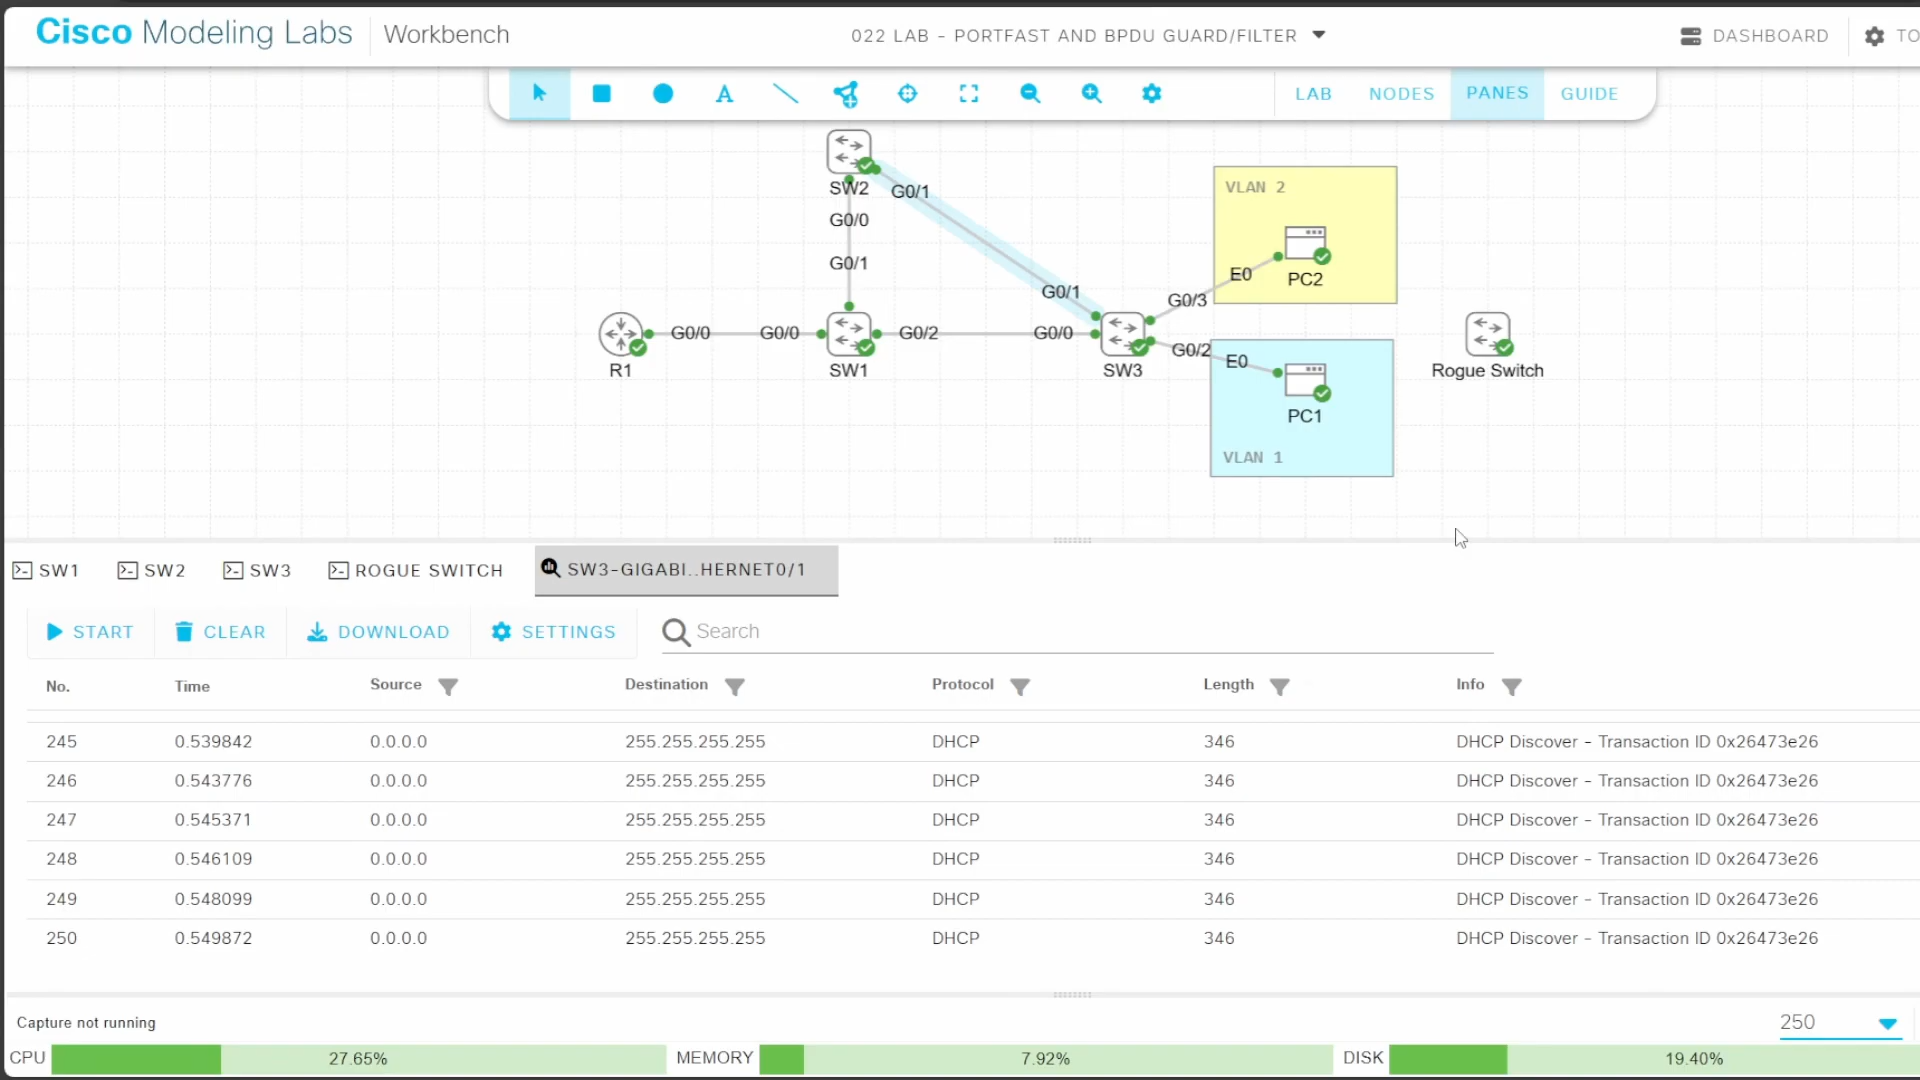 Cisco Modeling Labs Workbench 022 LAB - PORTFAST AND BPDU GUARD/FILTER DASHBOARD TO
LAB NODES PANES GUIDE
SW2
G0/1
G0/0
G0/1
VLAN 2
E0
PC2
G0/1
G0/3
R1
G0/0
G0/0
SW1
G0/2
G0/0
SW3
G0/2
E0
PC1
VLAN 1
Rogue Switch
SW1 SW2 SW3 ROGUE SWITCH SW3-GIGABI..HERNET0/1
START CLEAR DOWNLOAD SETTINGS Search
No. Time Source Destination Protocol Length Info
245 0.539842 0.0.0.0 255.255.255.255 DHCP 346 DHCP Discover - Transaction ID 0x26473e26
246 0.543776 0.0.0.0 255.255.255.255 DHCP 346 DHCP Discover - Transaction ID 0x26473e26
247 0.545371 0.0.0.0 255.255.255.255 DHCP 346 DHCP Discover - Transaction ID 0x26473e26
248 0.546109 0.0.0.0 255.255.255.255 DHCP 346 DHCP Discover - Transaction ID 0x26473e26
249 0.548099 0.0.0.0 255.255.255.255 DHCP 346 DHCP Discover - Transaction ID 0x26473e26
250 0.549872 0.0.0.0 255.255.255.255 DHCP 346 DHCP Discover - Transaction ID 0x26473e26
Capture not running 250
CPU 27.65% MEMORY 7.92% DISK 19.40%